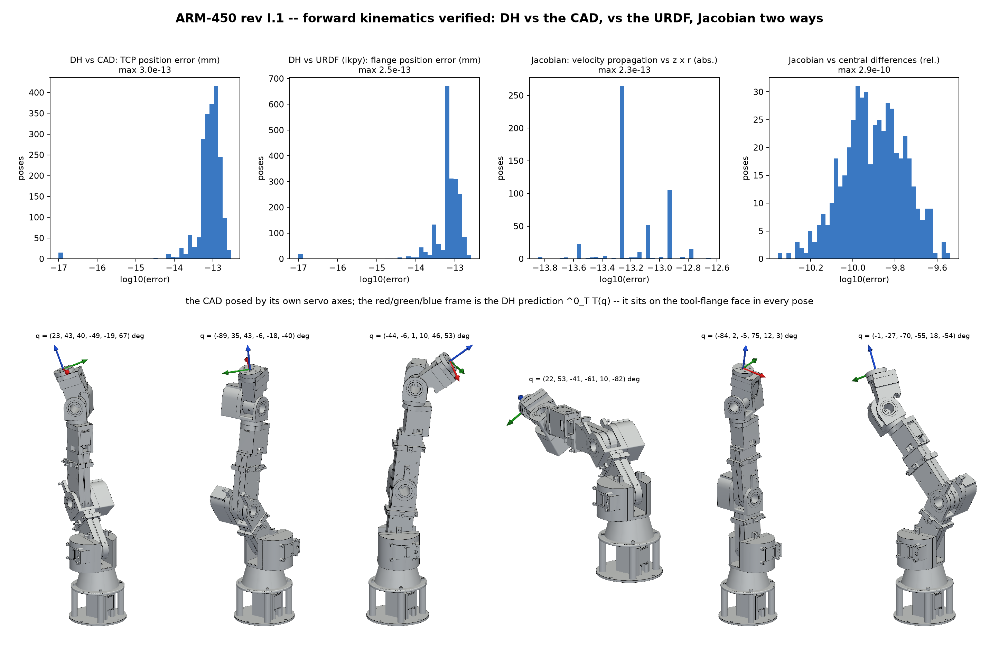 ARM-450 rev I.1 -- forward kinematics verified: DH vs the CAD, vs the URDF, Jacobian two ways
DH vs CAD: TCP position error (mm)
max 3.0e-13
400
350
300
250
200
150
100
50
0
poses
−17
−16
−15
−14
−13
log10(error)
DH vs URDF (ikpy): flange position error (mm)
max 2.5e-13
700
600
500
400
300
200
100
0
poses
−17
−16
−15
−14
−13
log10(error)
Jacobian: velocity propagation vs z x r (abs.)
max 2.3e-13
250
200
150
100
50
0
poses
−13.8
−13.6
−13.4
−13.2
−13.0
−12.8
−12.6
log10(error)
Jacobian vs central differences (rel.)
max 2.9e-10
30
25
20
15
10
5
0
poses
−10.2
−10.0
−9.8
−9.6
log10(error)
the CAD posed by its own servo axes; the red/green/blue frame is the DH prediction ^0_T T(q) -- it sits on the tool-flange face in every pose
q = (23, 43, 40, -49, -19, 67) deg
q = (-89, 35, 43, -6, -18, -40) deg
q = (-44, -6, 1, 10, 46, 53) deg
q = (22, 53, -41, -61, 10, -82) deg
q = (-84, 2, -5, 75, 12, 3) deg
q = (-1, -27, -70, -55, 18, -54) deg